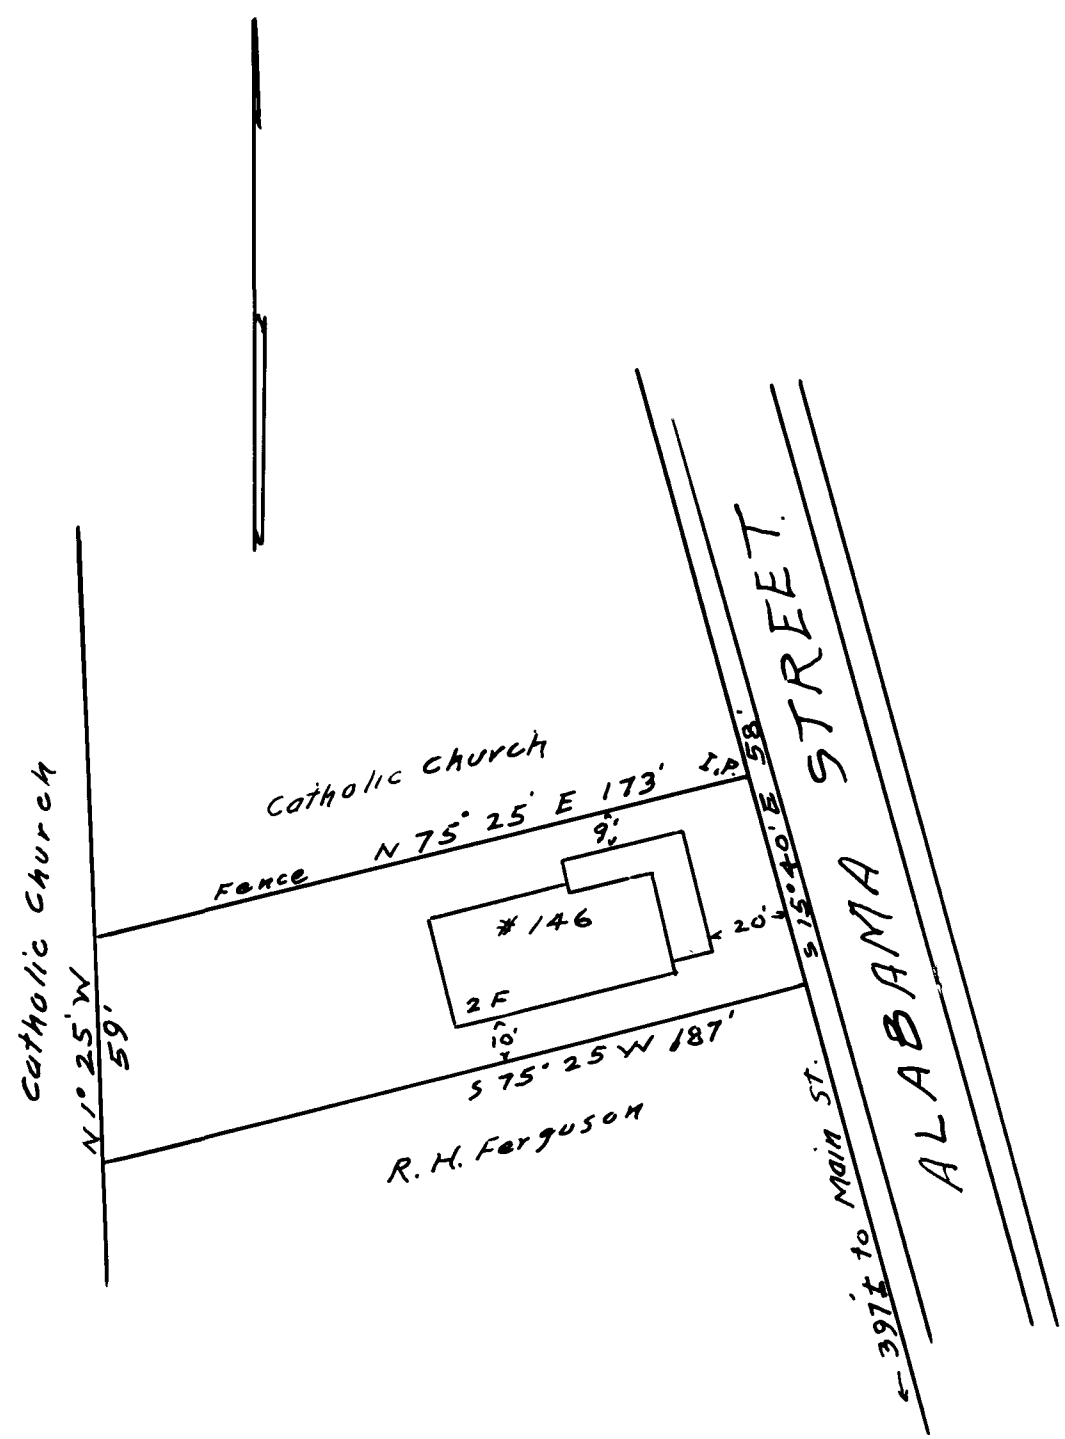 Catholic Church
Catholic Church
N 75° 25' E 173'
I.P.
Fence
9'
# 146
2 F
10'
20'
S 75° 25 W 187'
R. H. Ferguson
N 1° 25' W
59'
S 15° 40' E 58'
ALABAMA STREET.
← 397'± to Main St.